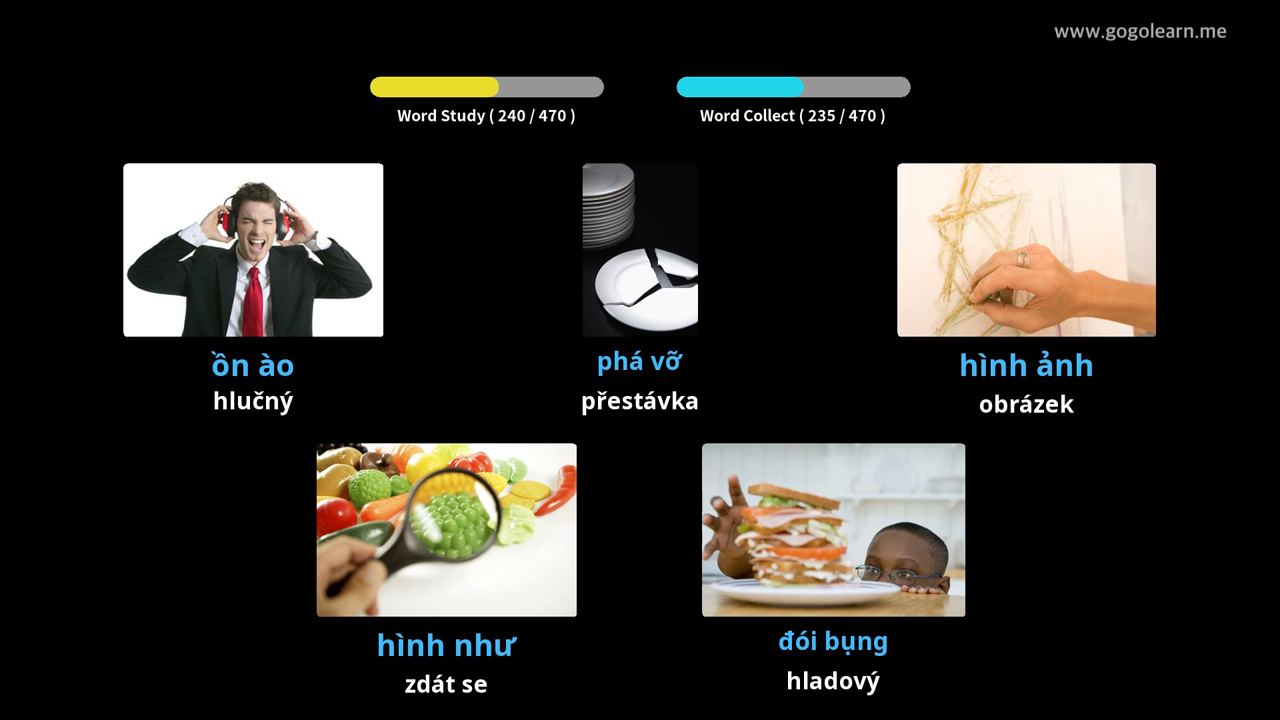 www.gogolearn.me
Word Study ( 240 / 470 )
Word Collect ( 235 / 470 )
ồn ào
hlučný
phá vỡ
přestávka
hình ảnh
obrázek
hình như
zdát se
đói bụng
hladový